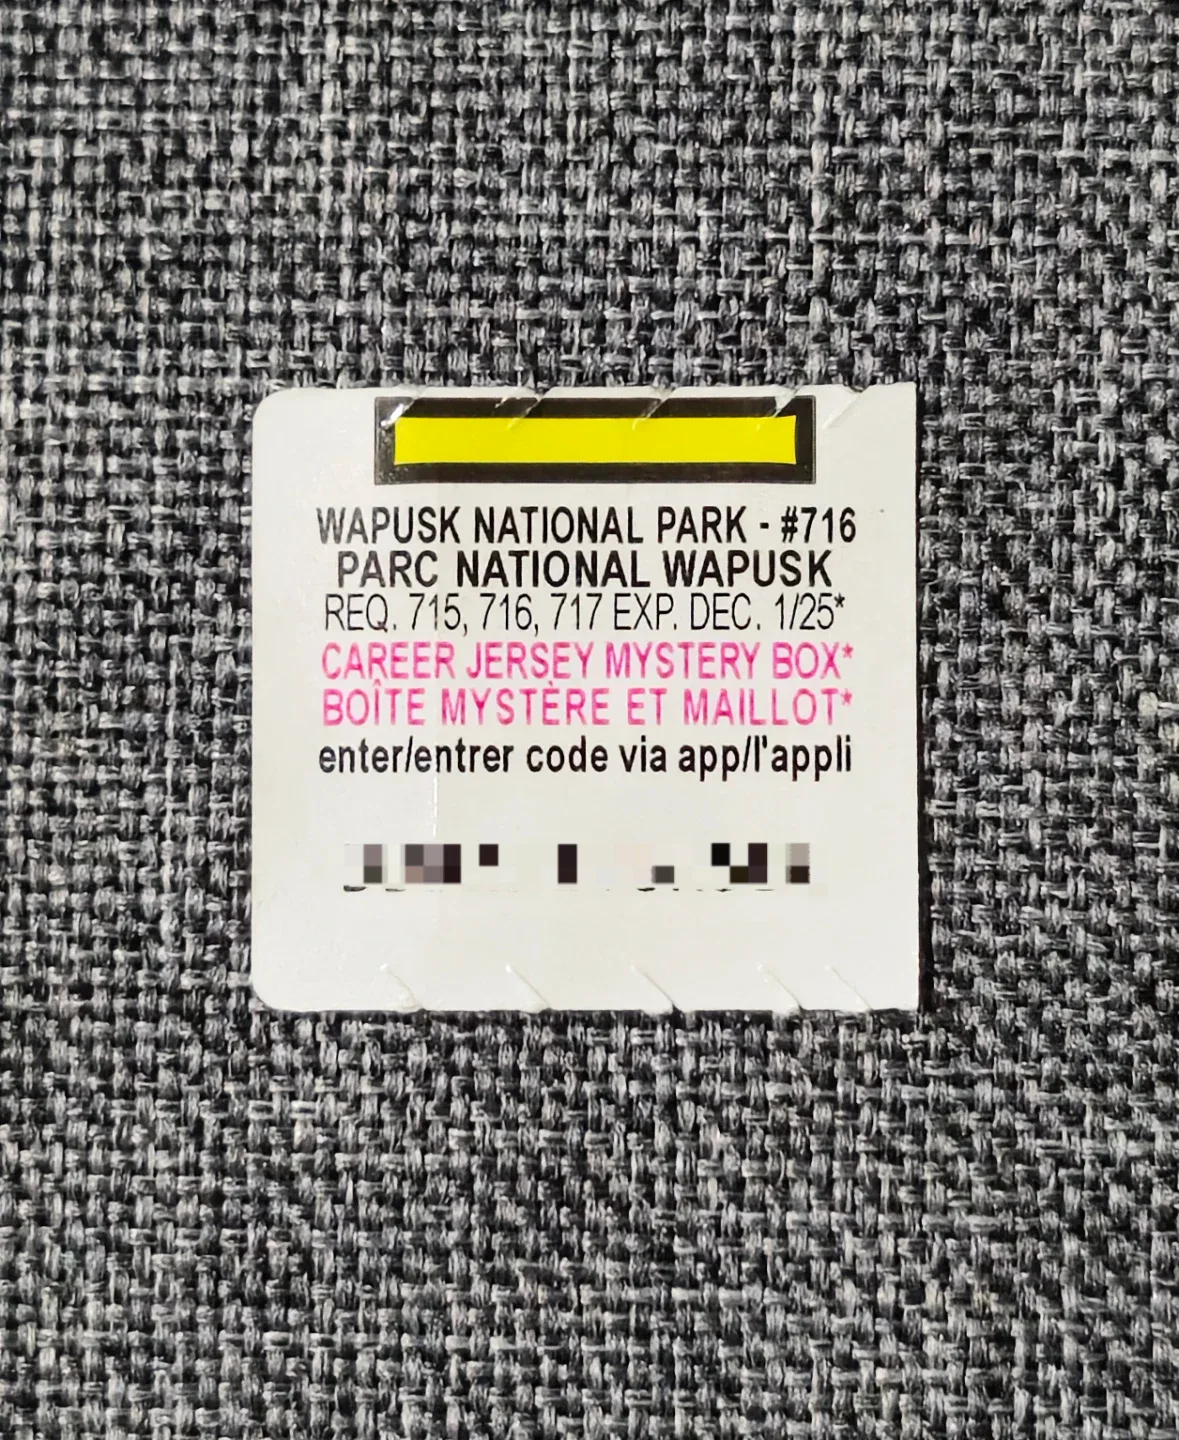 WAPUSK NATIONAL PARK - #716
PARC NATIONAL WAPUSK
REQ. 715, 716, 717 EXP. DEC. 1/25*
CAREER JERSEY MYSTERY BOX*
BOÎTE MYSTÈRE ET MAILLOT*
enter/entrer code via app/l'appli